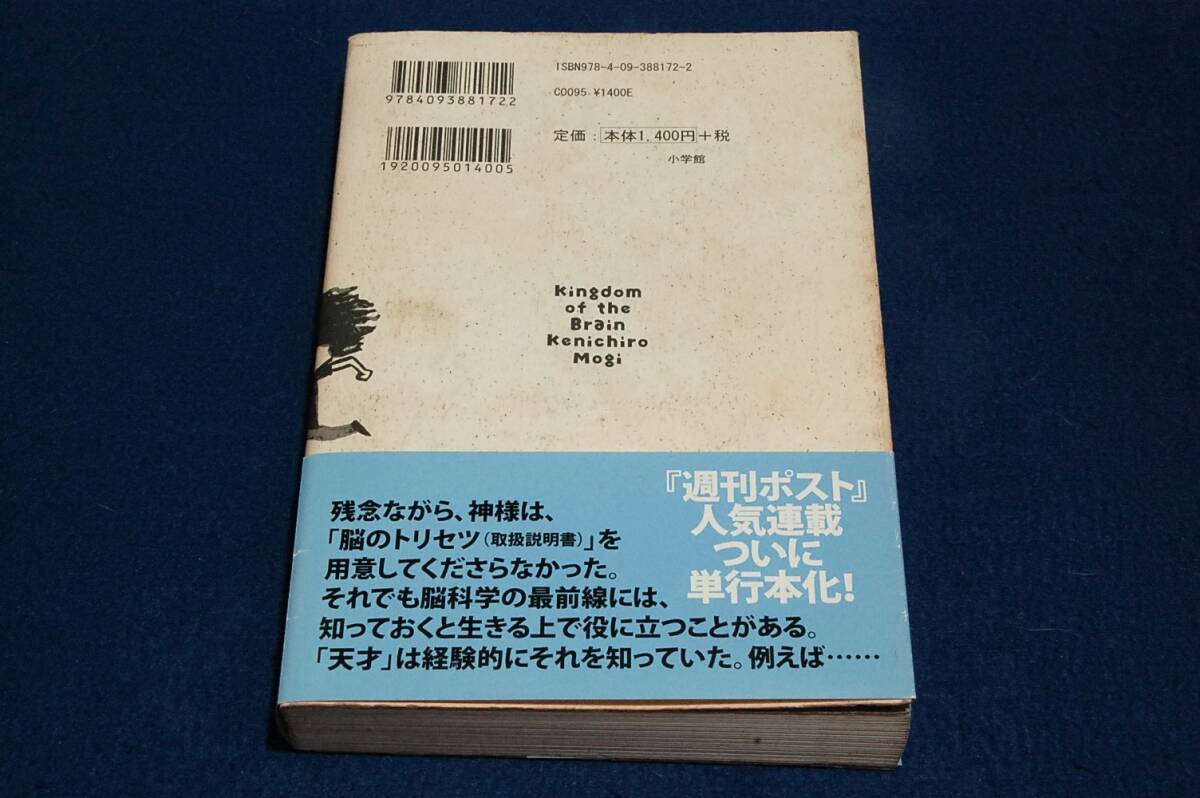 9784093881722
1920095014005
ISBN978-4-09-388172-2
C0095 ¥1400E
定価：本体1,400円＋税
小学館
Kingdom
of the
Brain
Kenichiro
Mogi
『週刊ポスト』
人気連載
ついに
単行本化！
残念ながら、神様は、
「脳のトリセツ（取扱説明書）」を
用意してくださらなかった。
それでも脳科学の最前線には、
知っておくと生きる上で役に立つことがある。
「天才」は経験的にそれを知っていた。例えば……